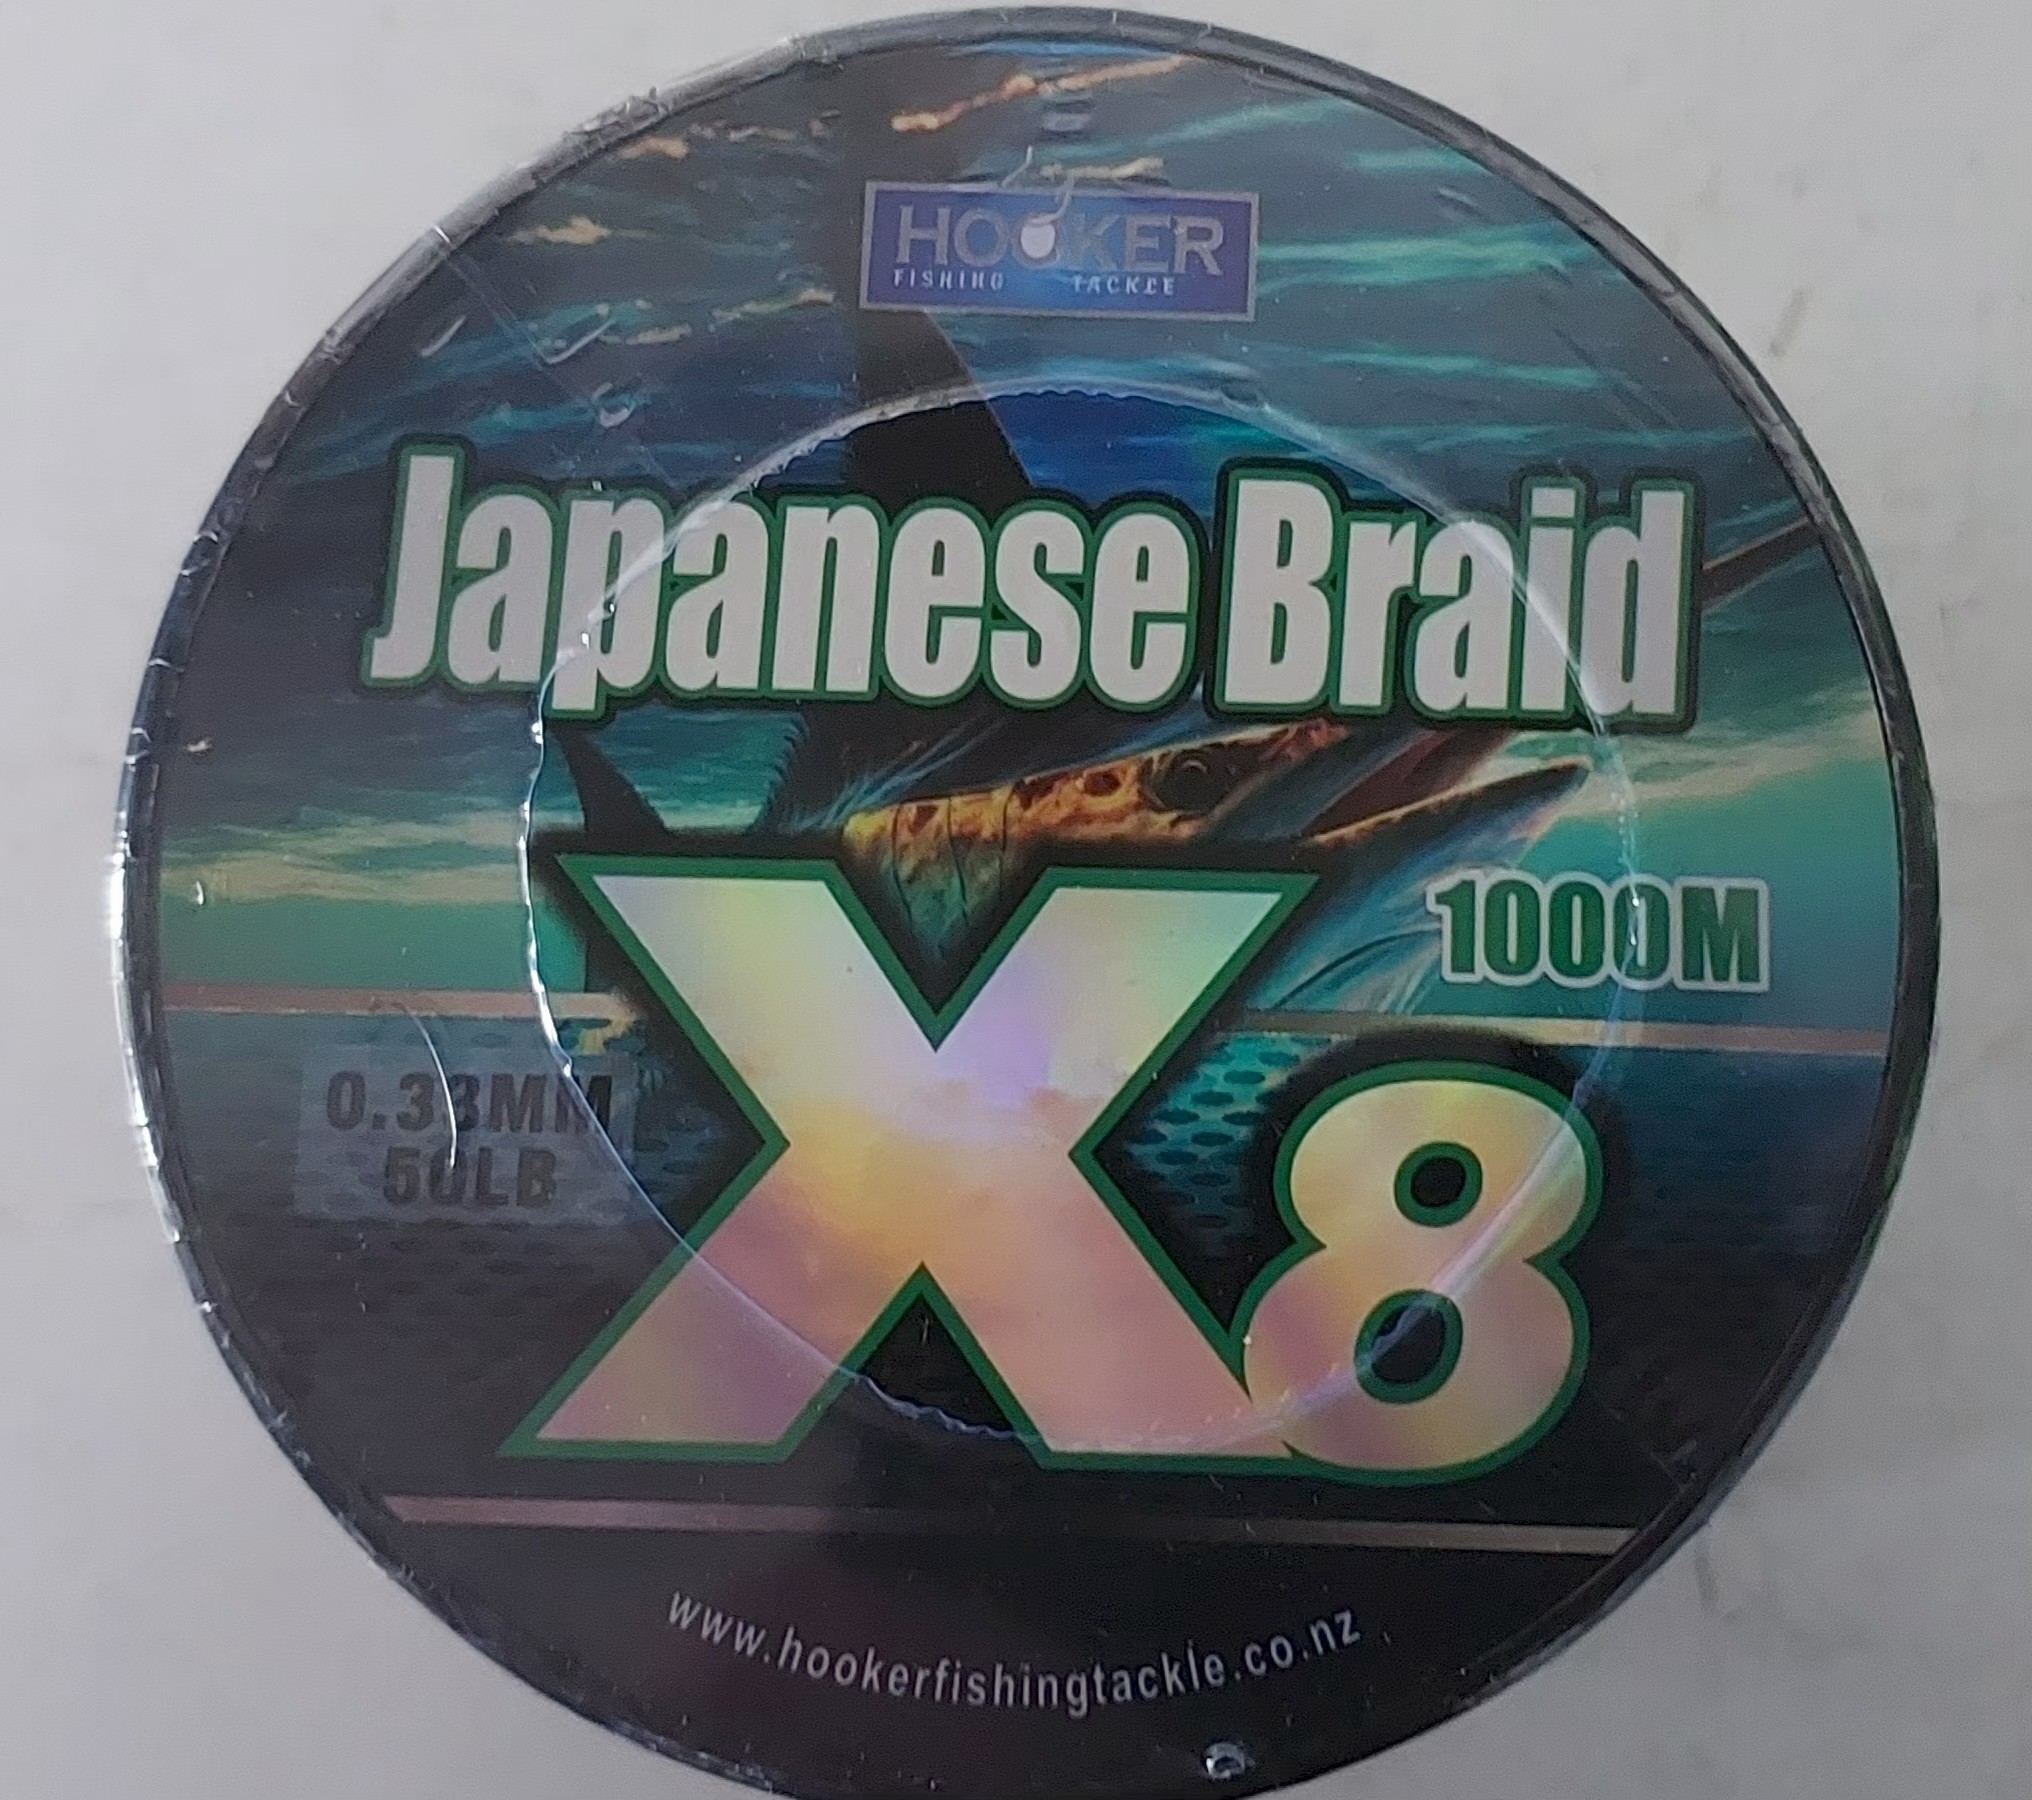 HOOKER
FISHING TACKLE
Japanese Braid
1000M
X8
0.33MM
50LB
www.hookerfishingtackle.co.nz